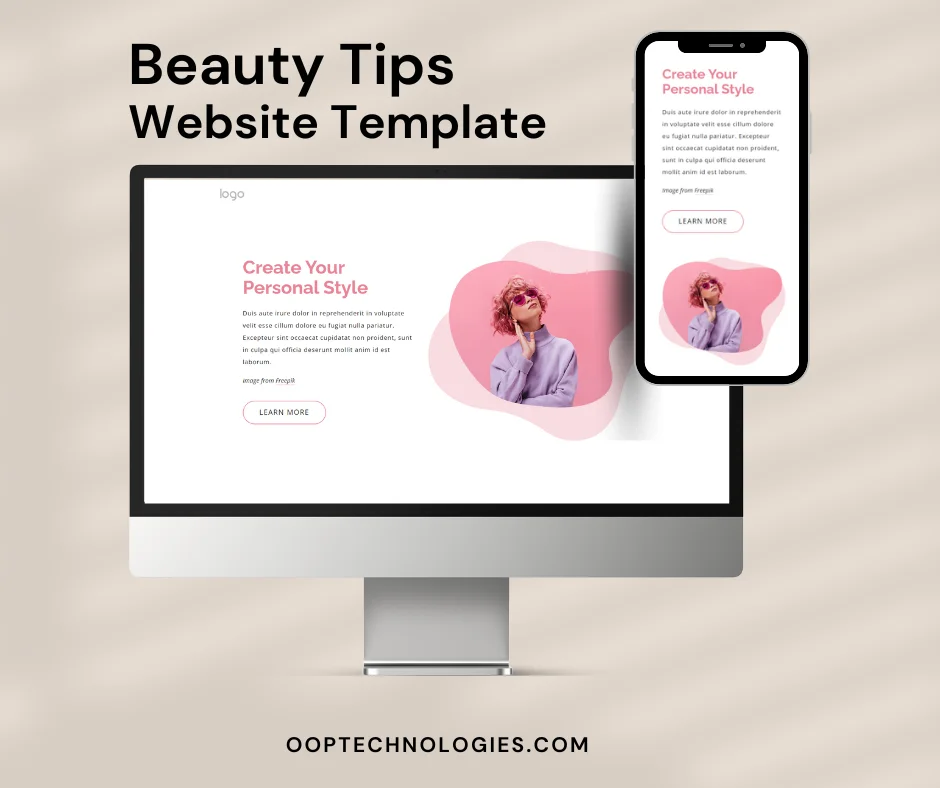 Beauty Tips
Website Template
logo
Create Your
Personal Style
Duis aute irure dolor in reprehenderit in voluptate
velit esse cillum dolore eu fugiat nulla pariatur.
Excepteur sint occaecat cupidatat non proident, sunt
in culpa qui officia deserunt mollit anim id est
laborum.
Image from Freepik
LEARN MORE
Create Your
Personal Style
Duis aute irure dolor in reprehenderit
in voluptate velit esse cillum dolore
eu fugiat nulla pariatur. Excepteur
sint occaecat cupidatat non proident,
sunt in culpa qui officia deserunt
mollit anim id est laborum.
Image from Freepik
LEARN MORE
OOPTECHNOLOGIES.COM